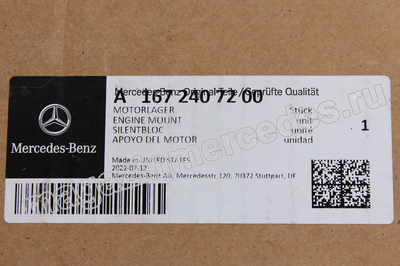 Mercedes-Benz Original-Teile/Geprüfte Qualität
A 167 240 72 00
MOTORLAGER Stück
ENGINE MOUNT unit
SILENTBLOC unité
APOYO DEL MOTOR unidad
1
Mercedes-Benz
Made in UNITED STATES
2022-07-12
Mercedes-Benz AG, Mercedesstr.120, 70372 Stuttgart, DE